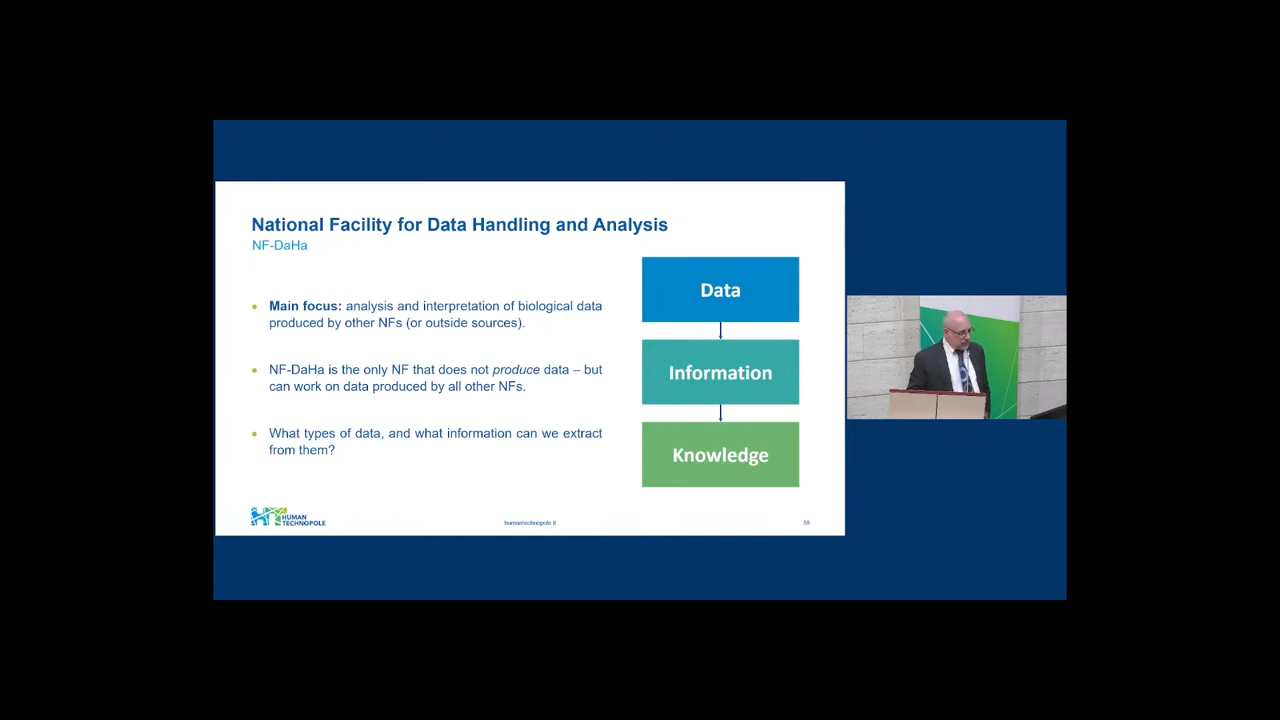 National Facility for Data Handling and Analysis
NF-DaHa
Main focus: analysis and interpretation of biological data
produced by other NFs (or outside sources).
NF-DaHa is the only NF that does not produce data – but
can work on data produced by all other NFs.
What types of data, and what information can we extract
from them?
Data
Information
Knowledge
HUMAN
TECHNOPOLE
humantechnopole.it
58